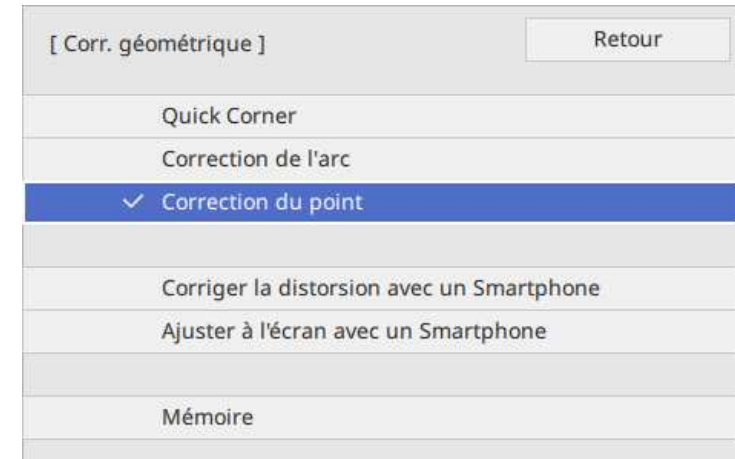 [ Corr. géométrique ]
Retour
Quick Corner
Correction de l'arc
Correction du point
Corriger la distorsion avec un Smartphone
Ajuster à l'écran avec un Smartphone
Mémoire